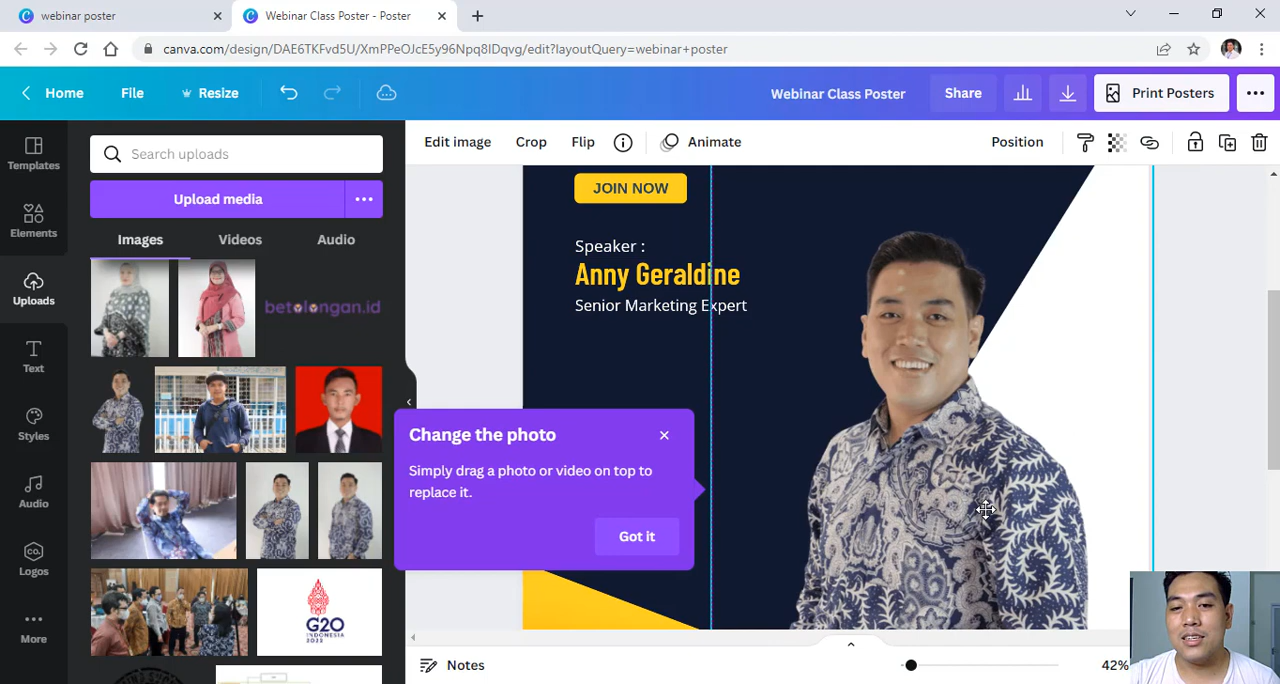 webinar poster
Webinar Class Poster - Poster
canva.com/design/DAE6TKFvd5U/XmPPeOJcE5y96Npq8IDqvg/edit?layoutQuery=webinar+poster
Home
File
Resize
Webinar Class Poster
Share
Print Posters
Templates
Elements
Uploads
Text
Styles
Audio
Logos
More
CO.
Search uploads
Upload media
Images
Videos
Audio
betolongan.id
G20
INDONESIA
2022
Edit image
Crop
Flip
Animate
Position
JOIN NOW
Speaker :
Anny Geraldine
Senior Marketing Expert
Change the photo
Simply drag a photo or video on top to
replace it.
Got it
Notes
42%